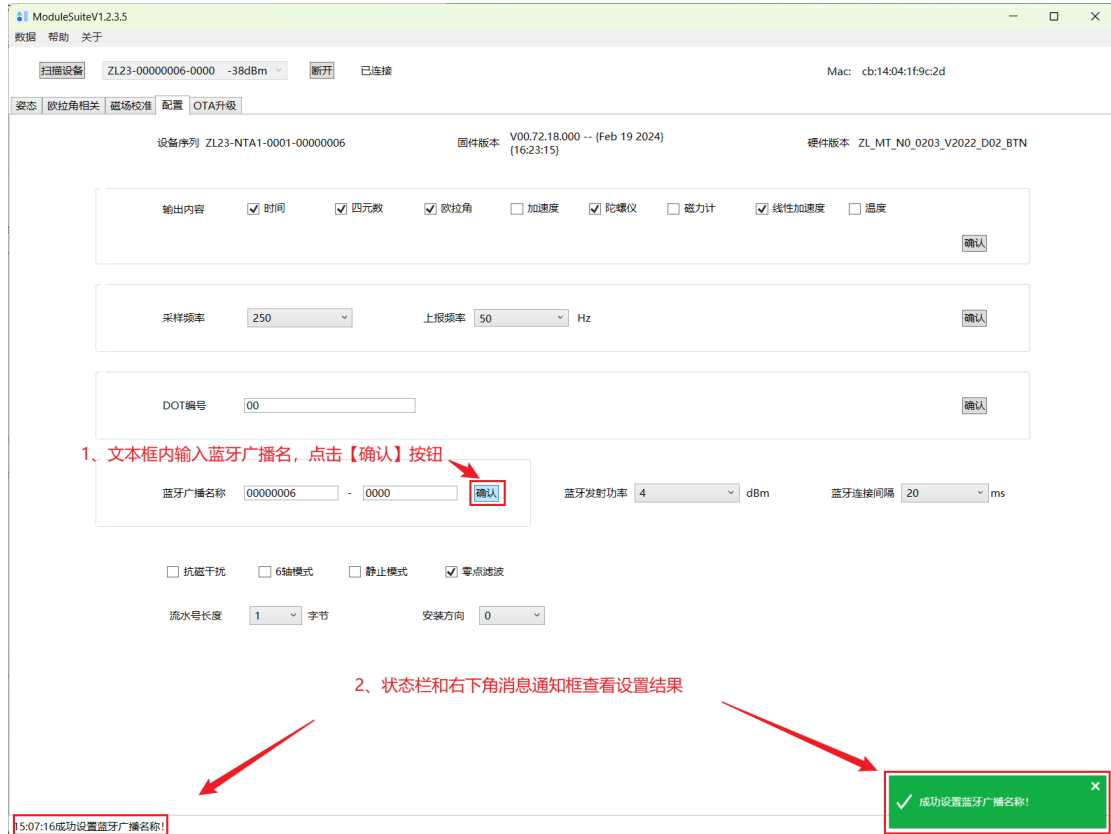 ModuleSuiteV1.2.3.5
数据 帮助 关于
扫描设备 ZL23-00000006-0000 -38dBm 断开 已连接 Mac: cb:14:04:1f:9c:2d
姿态 欧拉角相关 磁场校准 配置 OTA升级
设备序列 ZL23-NTA1-0001-00000006 固件版本 V00.72.18.000 -- {Feb 19 2024} {16:23:15} 硬件版本 ZL_MT_N0_0203_V2022_D02_BTN
输出内容 时间 四元数 欧拉角 加速度 陀螺仪 磁力计 线性加速度 温度
确认
采样频率 250 上报频率 50 Hz 确认
DOT编号 00 确认
1、文本框内输入蓝牙广播名，点击【确认】按钮
蓝牙广播名称 00000006 - 0000 确认 蓝牙发射功率 4 dBm 蓝牙连接间隔 20 ms
抗磁干扰 6轴模式 静止模式 零点滤波
流水号长度 1 字节 安装方向 0
2、状态栏和右下角消息通知框查看设置结果
成功设置蓝牙广播名称!
15:07:16成功设置蓝牙广播名称!